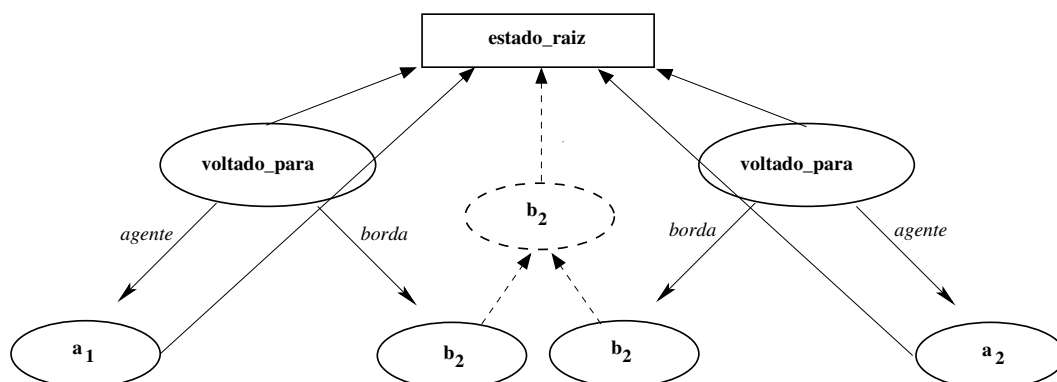 estado_raiz
voltado_para
voltado_para
b2
agente
borda
borda
agente
a1
b2
b2
a2